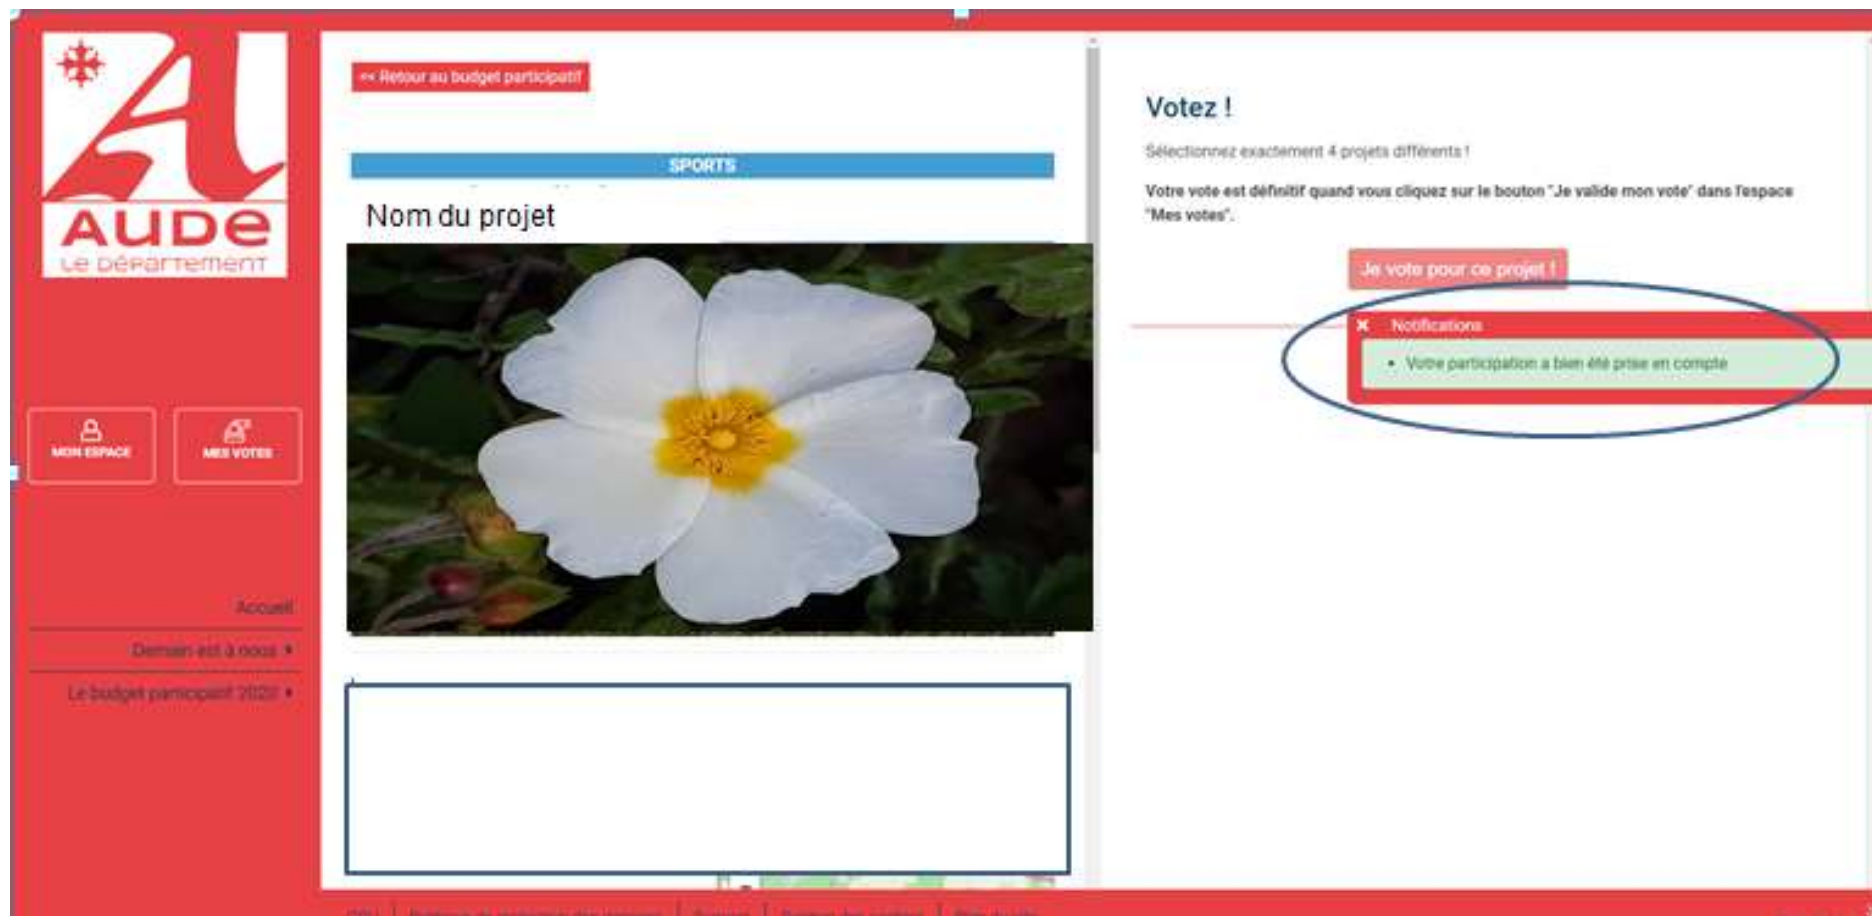 AUDe
Le DéPARTEMENT
MON ESPACE
MES VOTES
Accueil
Demain est à nous
Le budget participatif 2020
<< Retour au budget participatif
SPORTS
Nom du projet
Votez !
Sélectionnez exactement 4 projets différents !
Votre vote est définitif quand vous cliquez sur le bouton "Je valide mon vote" dans l'espace
"Mes votes".
Je vote pour ce projet !
Notifications
Votre participation a bien été prise en compte